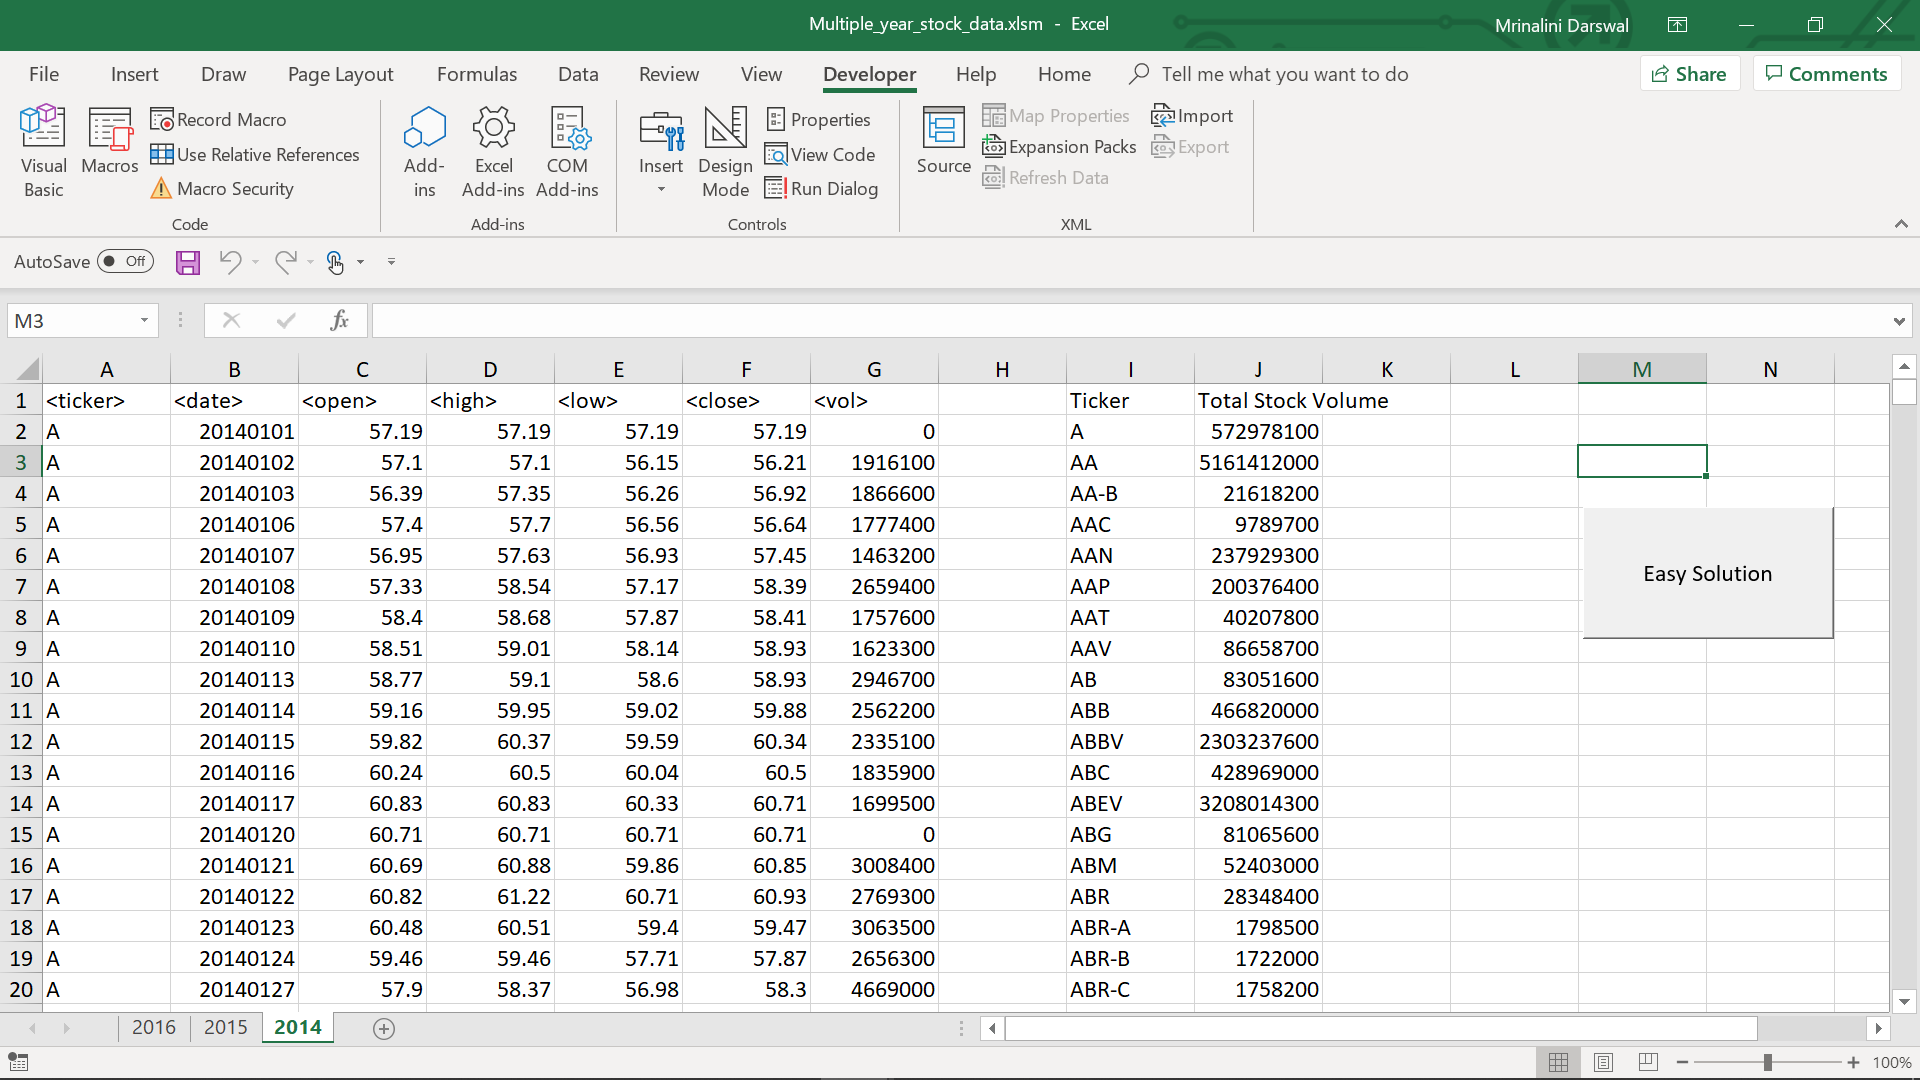 Multiple_year_stock_data.xlsm - Excel
Mrinalini Darswal
File Insert Draw Page Layout Formulas Data Review View Developer Help Home Tell me what you want to do Share Comments
Visual Basic
Macros
Record Macro
Use Relative References
Macro Security
Code
Add-ins
Excel Add-ins
COM Add-ins
Add-ins
Insert
Design Mode
Properties
View Code
Run Dialog
Controls
Source
Map Properties
Expansion Packs
Refresh Data
Import
Export
XML
AutoSave Off
M3 fx
A B C D E F G H I J K L M N
1 <ticker> <date> <open> <high> <low> <close> <vol> Ticker Total Stock Volume
2 A 20140101 57.19 57.19 57.19 57.19 0 A 572978100
3 A 20140102 57.1 57.1 56.15 56.21 1916100 AA 5161412000
4 A 20140103 56.39 57.35 56.26 56.92 1866600 AA-B 21618200
5 A 20140106 57.4 57.7 56.56 56.64 1777400 AAC 9789700
6 A 20140107 56.95 57.63 56.93 57.45 1463200 AAN 237929300
7 A 20140108 57.33 58.54 57.17 58.39 2659400 AAP 200376400
8 A 20140109 58.4 58.68 57.87 58.41 1757600 AAT 40207800
9 A 20140110 58.51 59.01 58.14 58.93 1623300 AAV 86658700
10 A 20140113 58.77 59.1 58.6 58.93 2946700 AB 83051600
11 A 20140114 59.16 59.95 59.02 59.88 2562200 ABB 466820000
12 A 20140115 59.82 60.37 59.59 60.34 2335100 ABBV 2303237600
13 A 20140116 60.24 60.5 60.04 60.5 1835900 ABC 428969000
14 A 20140117 60.83 60.83 60.33 60.71 1699500 ABEV 3208014300
15 A 20140120 60.71 60.71 60.71 60.71 0 ABG 81065600
16 A 20140121 60.69 60.88 59.86 60.85 3008400 ABM 52403000
17 A 20140122 60.82 61.22 60.71 60.93 2769300 ABR 28348400
18 A 20140123 60.48 60.51 59.4 59.47 3063500 ABR-A 1798500
19 A 20140124 59.46 59.46 57.71 57.87 2656300 ABR-B 1722000
20 A 20140127 57.9 58.37 56.98 58.3 4669000 ABR-C 1758200
Easy Solution
2016 2015 2014
100%